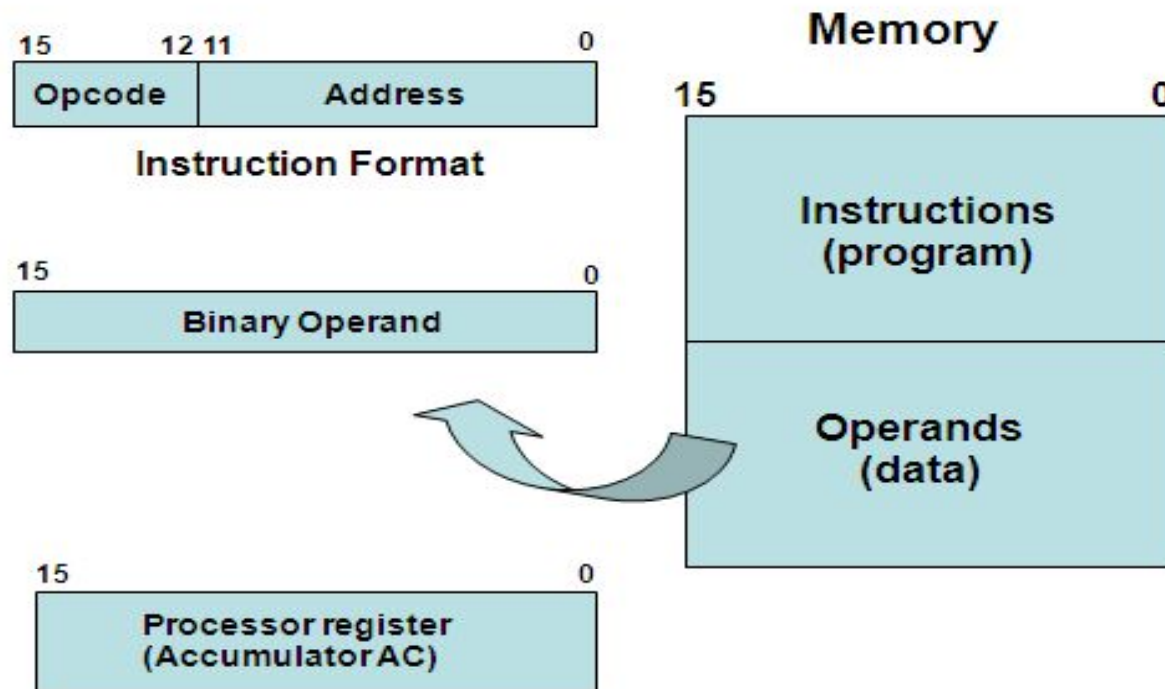 15 12 11 0
Opcode Address
Instruction Format
15 0
Binary Operand
15 0
Processor register
(Accumulator AC)
Memory
15 0
Instructions
(program)
Operands
(data)